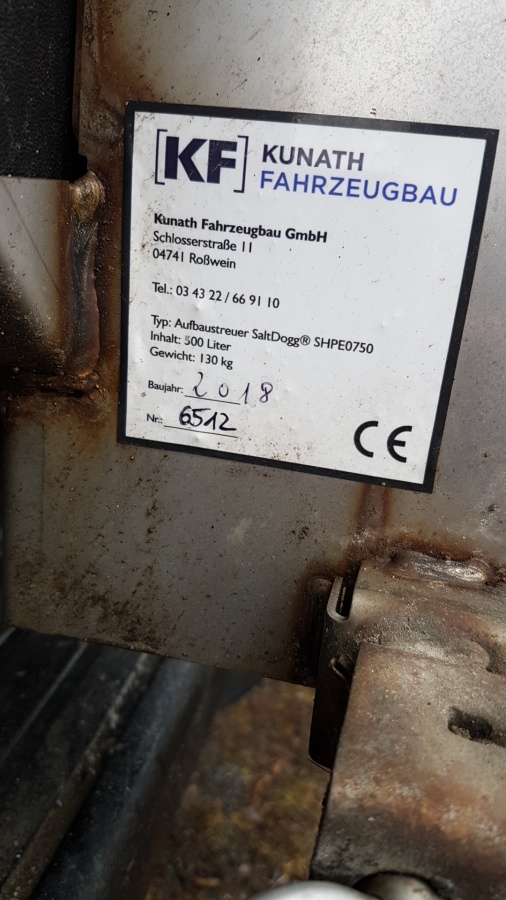 [KF] KUNATH
FAHRZEUGBAU
Kunath Fahrzeugbau GmbH
Schlosserstraße 11
04741 Roßwein
Tel.: 03 43 22 / 66 91 10
Typ: Aufbaustreuer SaltDogg® SHPE0750
Inhalt: 500 Liter
Gewicht: 130 kg
Baujahr: 2018
Nr.: 6512
CE